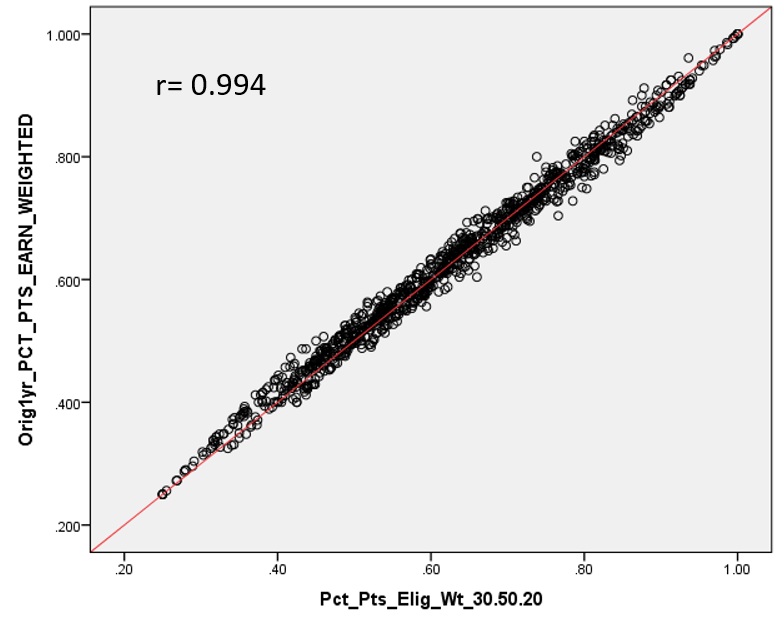 r= 0.994
Orig1yr_PCT_PTS_EARN_WEIGHTED
1.000
.800
.600
.400
.200
.20 .40 .60 .80 1.00
Pct_Pts_Elig_Wt_30.50.20